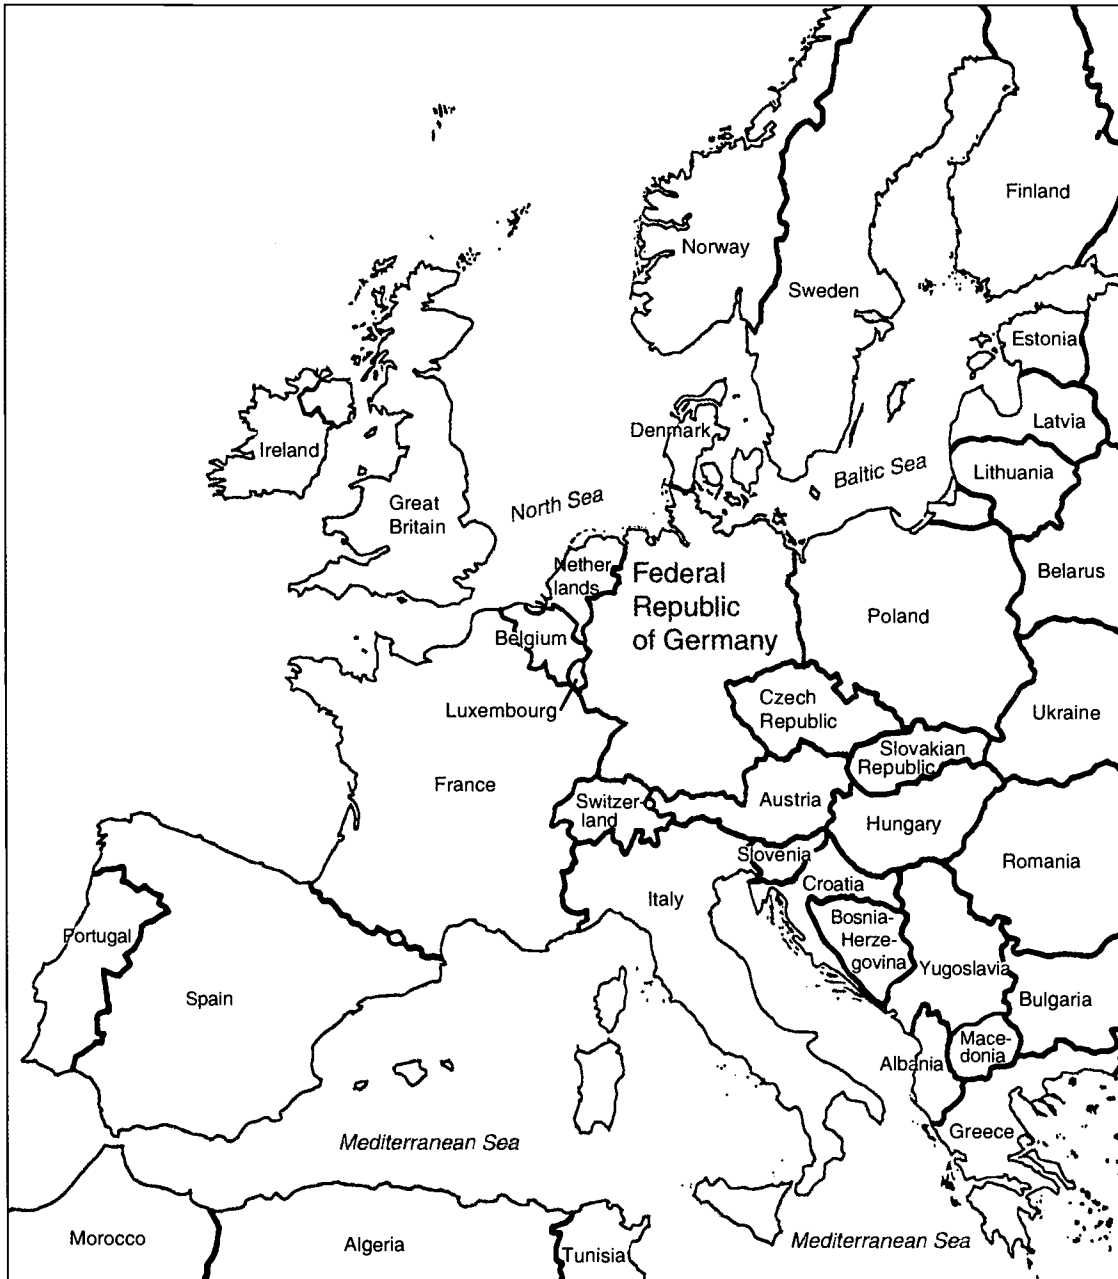 Finland
Norway
Sweden
Estonia
Latvia
Denmark
Ireland
Baltic Sea
Lithuania
Great
Britain
North Sea
Nether
lands
Federal
Republic
of Germany
Belarus
Poland
Belgium
Luxembourg
Czech
Republic
Ukraine
Slovakian
Republic
France
Switzer-
land
Austria
Hungary
Slovenia
Romania
Italy
Croatia
Bosnia-
Herze-
govina
Portugal
Spain
Yugoslavia
Bulgaria
Mace-
donia
Albania
Greece
Mediterranean Sea
Morocco
Algeria
Tunisia
Mediterranean Sea